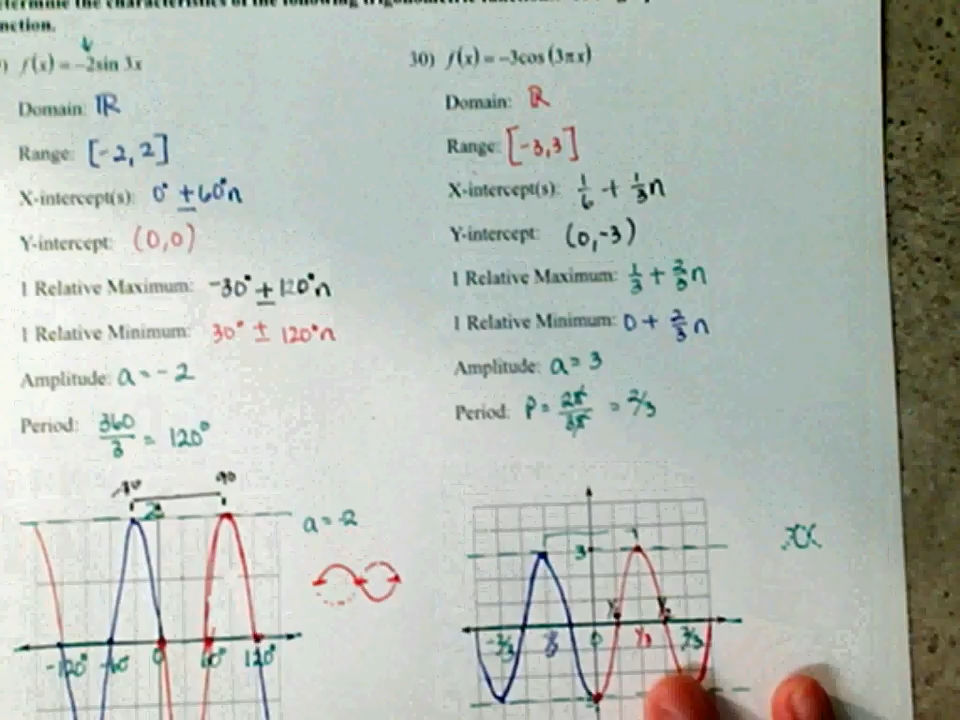 nction.
f(x) = -2sin 3x
Domain: ℝ
Range: [-2, 2]
X-intercept(s): 0° ± 60°n
Y-intercept: (0,0)
1 Relative Maximum: -30° ± 120°n
1 Relative Minimum: 30° ± 120°n
Amplitude: a = -2
Period: 360/3 = 120°
90
2
a = -2
-120° -60 0 60° 120°
30) f(x) = -3cos (3πx)
Domain: ℝ
Range: [-3,3]
X-intercept(s): 1/6 + 1/3 n
Y-intercept: (0,-3)
1 Relative Maximum: 1/3 + 2/3 n
1 Relative Minimum: 0 + 2/3 n
Amplitude: a = 3
Period: P = 2π/3π = 2/3
3
-2/3 0 1/3 2/3